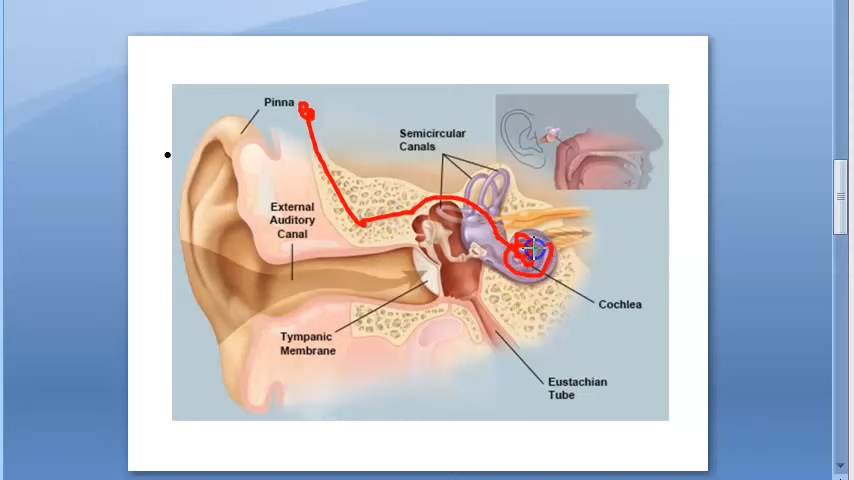 Pinna
Semicircular
Canals
External
Auditory
Canal
Cochlea
Tympanic
Membrane
Eustachian
Tube